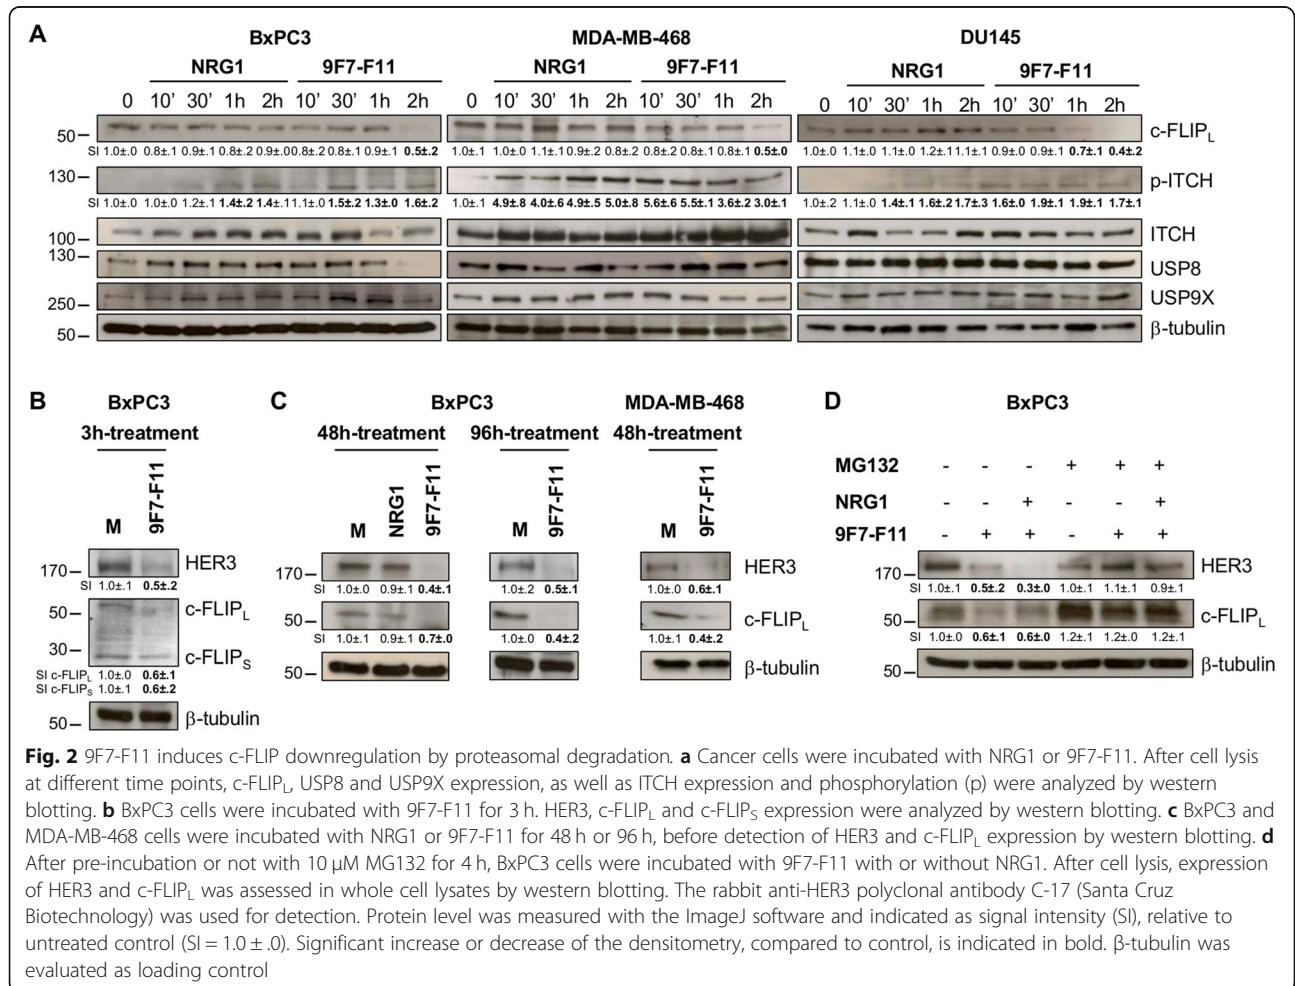 A
BxPC3 MDA-MB-468 DU145
NRG1 9F7-F11 NRG1 9F7-F11 NRG1 9F7-F11
0 10’ 30’ 1h 2h 10’ 30’ 1h 2h 0 10’ 30’ 1h 2h 10’ 30’ 1h 2h 0 10’ 30’ 1h 2h 10’ 30’ 1h 2h
50 c-FLIPL
SI 1.0±.0 0.8±.1 0.9±.1 0.8±.2 0.9±.0 0.8±.2 0.8±.1 0.9±.1 0.5±.2 1.0±.1 1.0±.0 1.1±.1 0.9±.2 0.8±.2 0.8±.2 0.8±.1 0.8±.1 0.5±.0 1.0±.0 1.1±.0 1.1±.0 1.2±.1 1.1±.1 0.9±.0 0.9±.1 0.7±.1 0.4±.2
130 p-ITCH
SI 1.0±.0 1.0±.0 1.2±.1 1.4±.2 1.4±.1 1.1±.0 1.5±.2 1.3±.0 1.6±.2 1.0±.1 4.9±.8 4.0±.6 4.9±.5 5.0±.8 5.6±.6 5.5±.1 3.6±.2 3.0±.1 1.0±.2 1.1±.0 1.4±.1 1.6±.2 1.7±.3 1.6±.0 1.9±.1 1.9±.1 1.7±.1
100 ITCH
130 USP8
250 USP9X
50 β-tubulin
B C D
BxPC3 BxPC3 MDA-MB-468 BxPC3
3h-treatment 48h-treatment 96h-treatment 48h-treatment
M 9F7-F11 M NRG1 9F7-F11 M 9F7-F11 M 9F7-F11
MG132 - - - + + +
NRG1 - - + - - +
9F7-F11 - + + - + +
170 HER3 170 HER3 170 HER3
SI 1.0±.1 0.5±.2 SI 1.0±.0 0.9±.1 0.4±.1 1.0±.2 0.5±.1 1.0±.0 0.6±.1 SI 1.0±.1 0.5±.2 0.3±.0 1.0±.1 1.1±.1 0.9±.1
50 c-FLIPL 50 c-FLIPL 50 c-FLIPL
30 c-FLIPS
SI 1.0±.1 0.9±.1 0.7±.0 1.0±.0 0.4±.2 1.0±.1 0.4±.2 SI 1.0±.0 0.6±.1 0.6±.0 1.2±.1 1.2±.0 1.2±.1
SI c-FLIPL 1.0±.0 0.6±.1
SI c-FLIPS 1.0±.1 0.6±.2
50 β-tubulin 50 β-tubulin 50 β-tubulin
Fig. 2 9F7-F11 induces c-FLIP downregulation by proteasomal degradation. a Cancer cells were incubated with NRG1 or 9F7-F11. After cell lysis
at different time points, c-FLIPL, USP8 and USP9X expression, as well as ITCH expression and phosphorylation (p) were analyzed by western
blotting. b BxPC3 cells were incubated with 9F7-F11 for 3 h. HER3, c-FLIPL and c-FLIPS expression were analyzed by western blotting. c BxPC3 and
MDA-MB-468 cells were incubated with NRG1 or 9F7-F11 for 48 h or 96 h, before detection of HER3 and c-FLIPL expression by western blotting. d
After pre-incubation or not with 10 μM MG132 for 4 h, BxPC3 cells were incubated with 9F7-F11 with or without NRG1. After cell lysis, expression
of HER3 and c-FLIPL was assessed in whole cell lysates by western blotting. The rabbit anti-HER3 polyclonal antibody C-17 (Santa Cruz
Biotechnology) was used for detection. Protein level was measured with the ImageJ software and indicated as signal intensity (SI), relative to
untreated control (SI = 1.0 ± .0). Significant increase or decrease of the densitometry, compared to control, is indicated in bold. β-tubulin was
evaluated as loading control